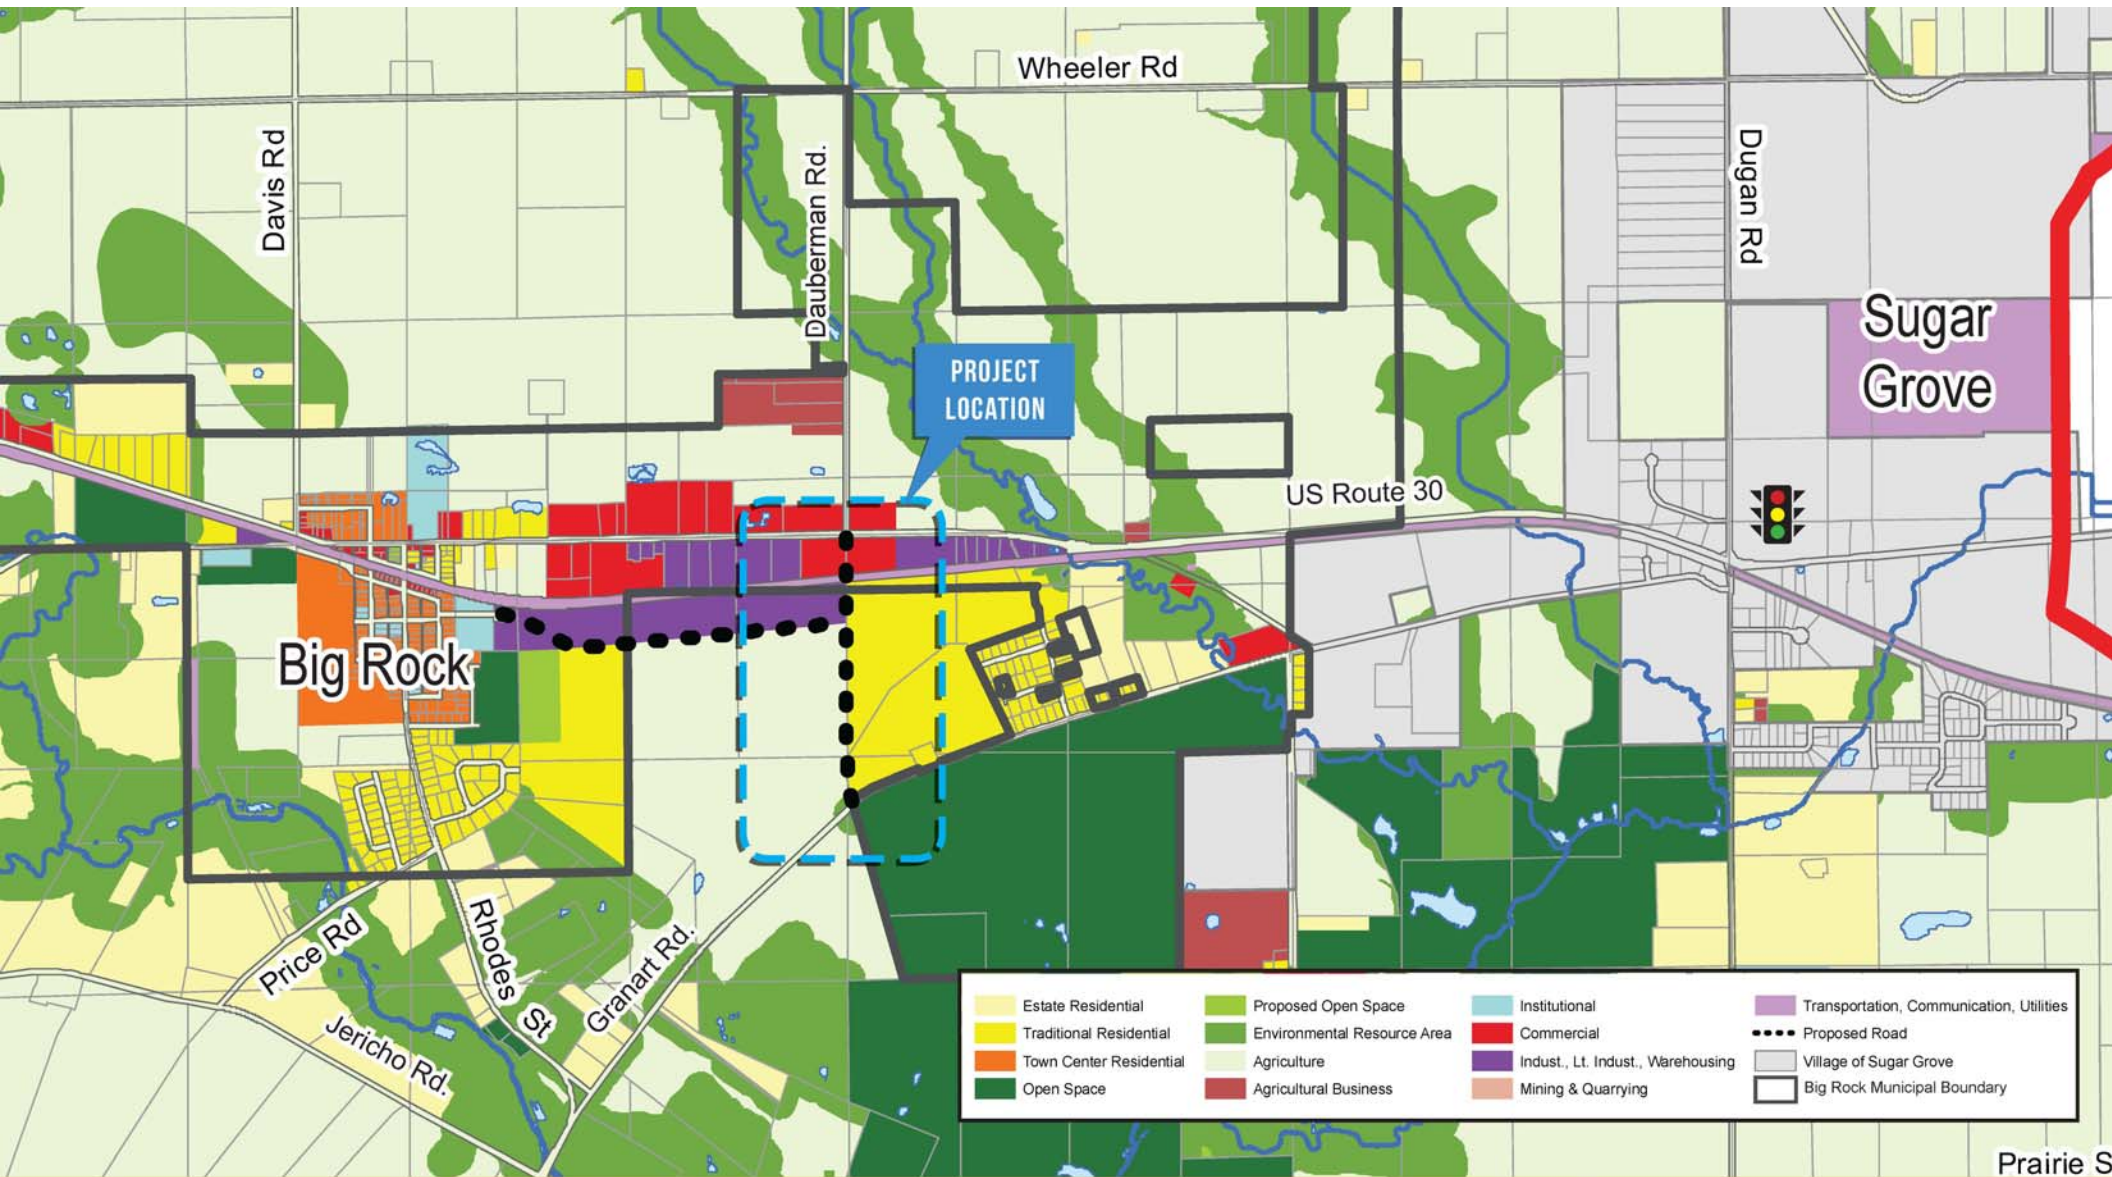 Wheeler Rd
Davis Rd
Dauberman Rd.
Dugan Rd
Sugar
Grove
PROJECT
LOCATION
US Route 30
Big Rock
Price Rd
Rhodes
St
Granart Rd.
Jericho Rd.
Estate Residential
Traditional Residential
Town Center Residential
Open Space
Proposed Open Space
Environmental Resource Area
Agriculture
Agricultural Business
Institutional
Commercial
Indust., Lt. Indust., Warehousing
Mining & Quarrying
Transportation, Communication, Utilities
Proposed Road
Village of Sugar Grove
Big Rock Municipal Boundary
Prairie S